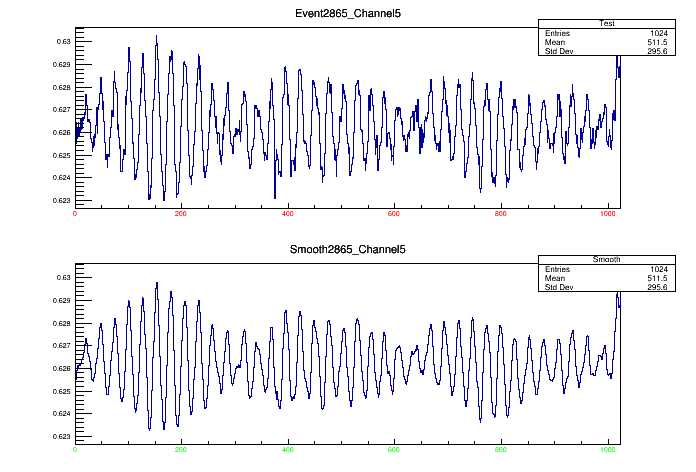 Event2865_Channel5
Test
Entries 1024
Mean 511.5
Std Dev 295.6
0.63
0.629
0.628
0.627
0.626
0.625
0.624
0.623
0 200 400 600 800 1000
Smooth2865_Channel5
Smooth
Entries 1024
Mean 511.5
Std Dev 295.6
0.63
0.629
0.628
0.627
0.626
0.625
0.624
0.623
0 200 400 600 800 1000